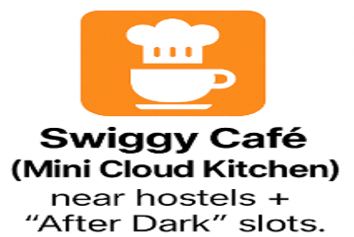 Swiggy Café
(Mini Cloud Kitchen)
near hostels +
“After Dark” slots.